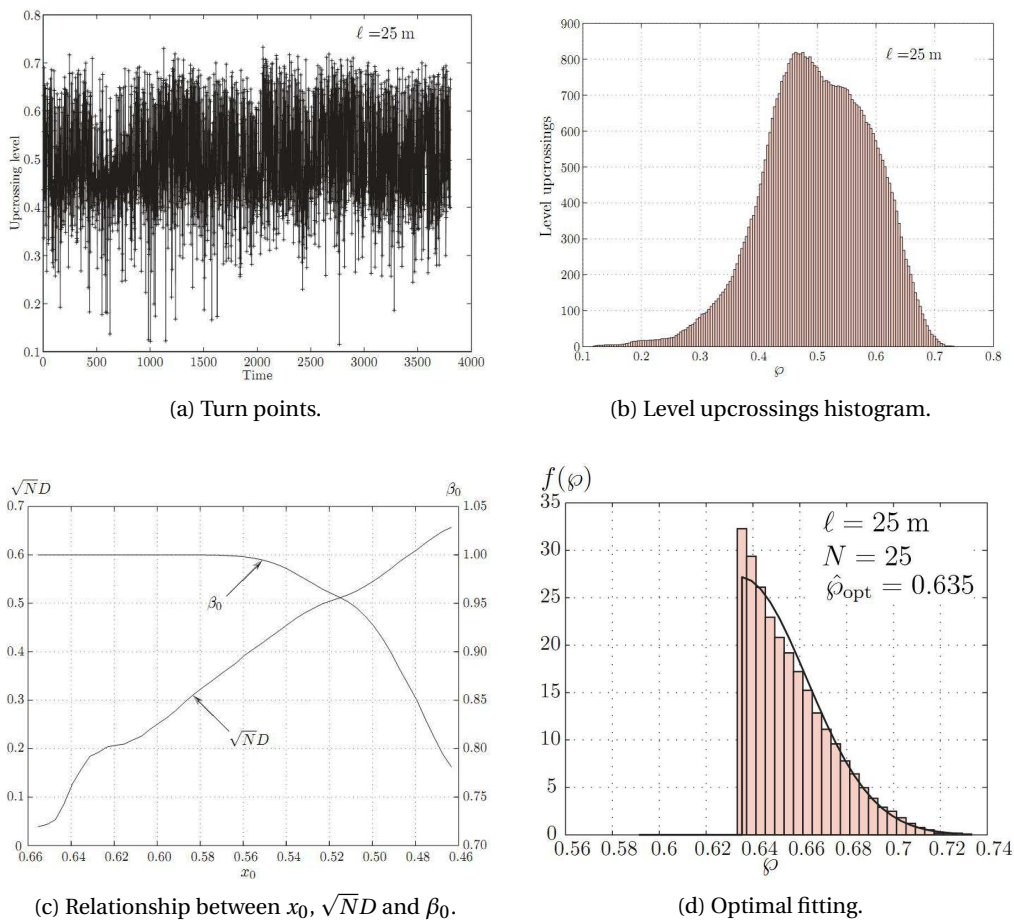 0.8
0.7
0.6
0.5
0.4
0.3
0.2
0.1
0 500 1000 1500 2000 2500 3000 3500 4000
ℓ =25 m
Upcrossing level
Time
(a) Turn points.
900
800
700
600
500
400
300
200
100
0
0.1 0.2 0.3 0.4 0.5 0.6 0.7 0.8
ℓ=25 m
Level upcrossings
℘
(b) Level upcrossings histogram.
√ND
β₀
0.7 1.05
0.6 1.00
0.5 0.95
0.4 0.90
0.3 0.85
0.2 0.80
0.1 0.75
0 0.70
0.66 0.64 0.62 0.60 0.58 0.56 0.54 0.52 0.50 0.48 0.46
β₀
√ND
x₀
(c) Relationship between x₀, √ND and β₀.
f(℘)
35
30
25
20
15
10
5
0
ℓ = 25 m
N = 25
℘̂opt = 0.635
0.56 0.58 0.6 0.62 0.64 0.66 0.68 0.7 0.72 0.74
℘
(d) Optimal fitting.